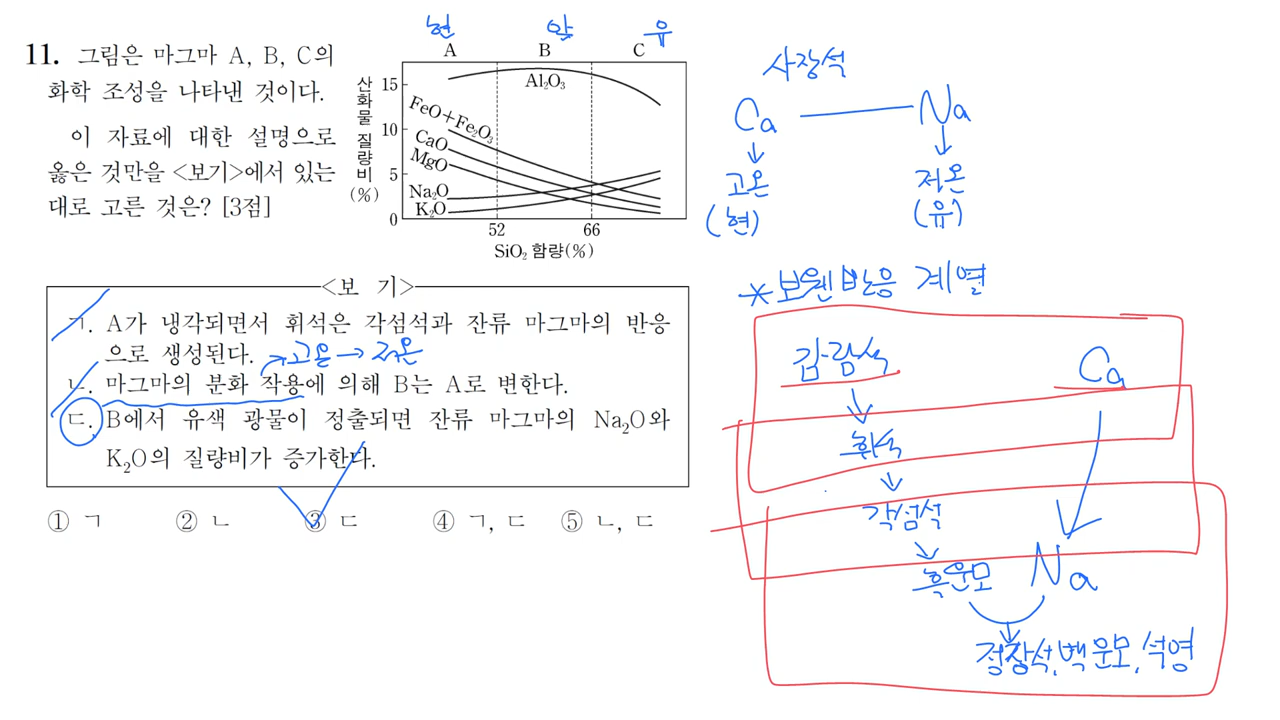 현 안 유
A B C
11. 그림은 마그마 A, B, C의
화학 조성을 나타낸 것이다.
이 자료에 대한 설명으로
옳은 것만을 <보기>에서 있는
대로 고른 것은? [3점]
산화물 질량비(%)
15
10
5
0
Al₂O₃
FeO+Fe₂O₃
CaO
MgO
Na₂O
K₂O
52 66
SiO₂ 함량(%)
사장석
Ca Na
고온 저온
(현) (유)
<보 기>
ㄱ. A가 냉각되면서 휘석은 각섬석과 잔류 마그마의 반응
으로 생성된다.
고온 → 저온
ㄴ. 마그마의 분화 작용에 의해 B는 A로 변한다.
ㄷ. B에서 유색 광물이 정출되면 잔류 마그마의 Na₂O와
K₂O의 질량비가 증가한다.
① ㄱ ② ㄴ ③ ㄷ ④ ㄱ, ㄷ ⑤ ㄴ, ㄷ
*보웬반응 계열
감람석 Ca
휘석
각섬석
흑운모 Na
정장석, 백운모, 석영